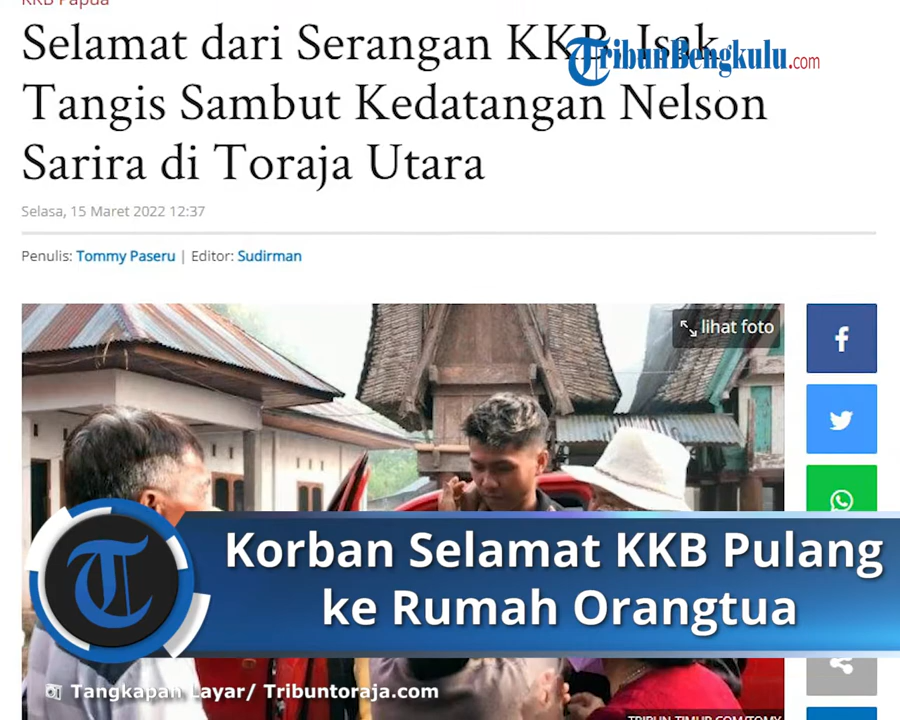 KKB Papua
Selamat dari Serangan KKB, Isak
TribunBengkulu.com
Tangis Sambut Kedatangan Nelson
Sarira di Toraja Utara
Selasa, 15 Maret 2022 12:37
Penulis: Tommy Paseru | Editor: Sudirman
lihat foto
Korban Selamat KKB Pulang
ke Rumah Orangtua
Tangkapan Layar/ Tribuntoraja.com
TRIBUN-TIMUR.COM/TOMY